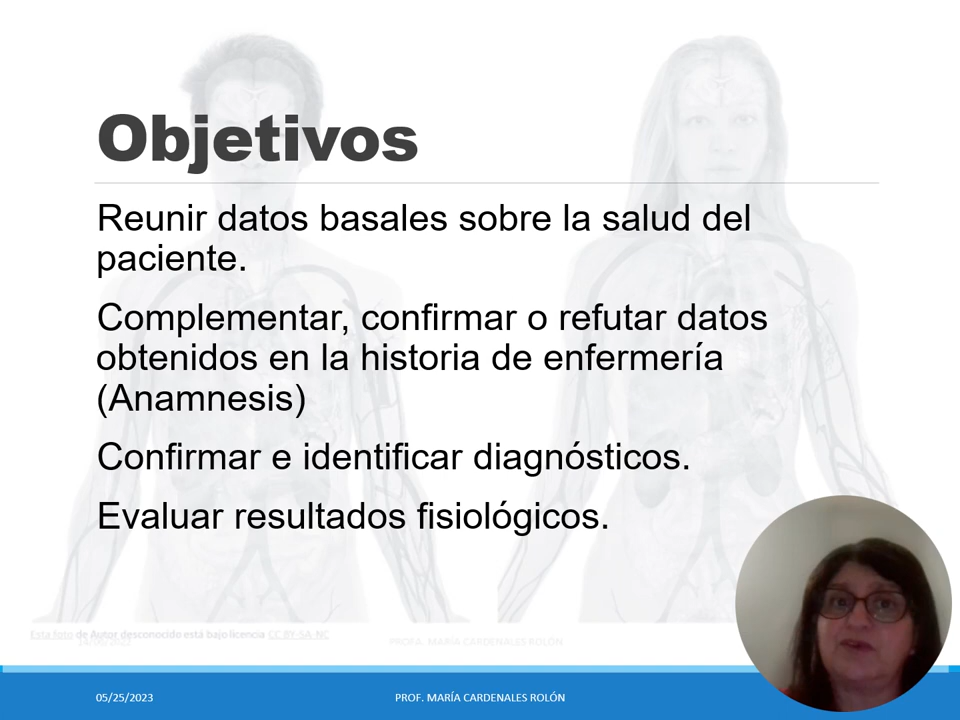 Objetivos
Reunir datos basales sobre la salud del
paciente.
Complementar, confirmar o refutar datos
obtenidos en la historia de enfermería
(Anamnesis)
Confirmar e identificar diagnósticos.
Evaluar resultados fisiológicos.
Esta foto de Autor desconocido está bajo licencia CC BY-SA-NC
PROFA. MARÍA CARDENALES ROLÓN
05/25/2023
PROF. MARÍA CARDENALES ROLÓN